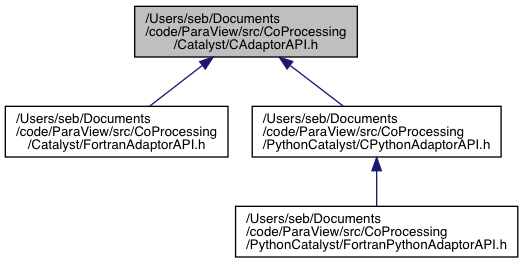 /Users/seb/Documents
/code/ParaView/src/CoProcessing
/Catalyst/CAdaptorAPI.h
/Users/seb/Documents
/code/ParaView/src/CoProcessing
/Catalyst/FortranAdaptorAPI.h
/Users/seb/Documents
/code/ParaView/src/CoProcessing
/PythonCatalyst/CPythonAdaptorAPI.h
/Users/seb/Documents
/code/ParaView/src/CoProcessing
/PythonCatalyst/FortranPythonAdaptorAPI.h